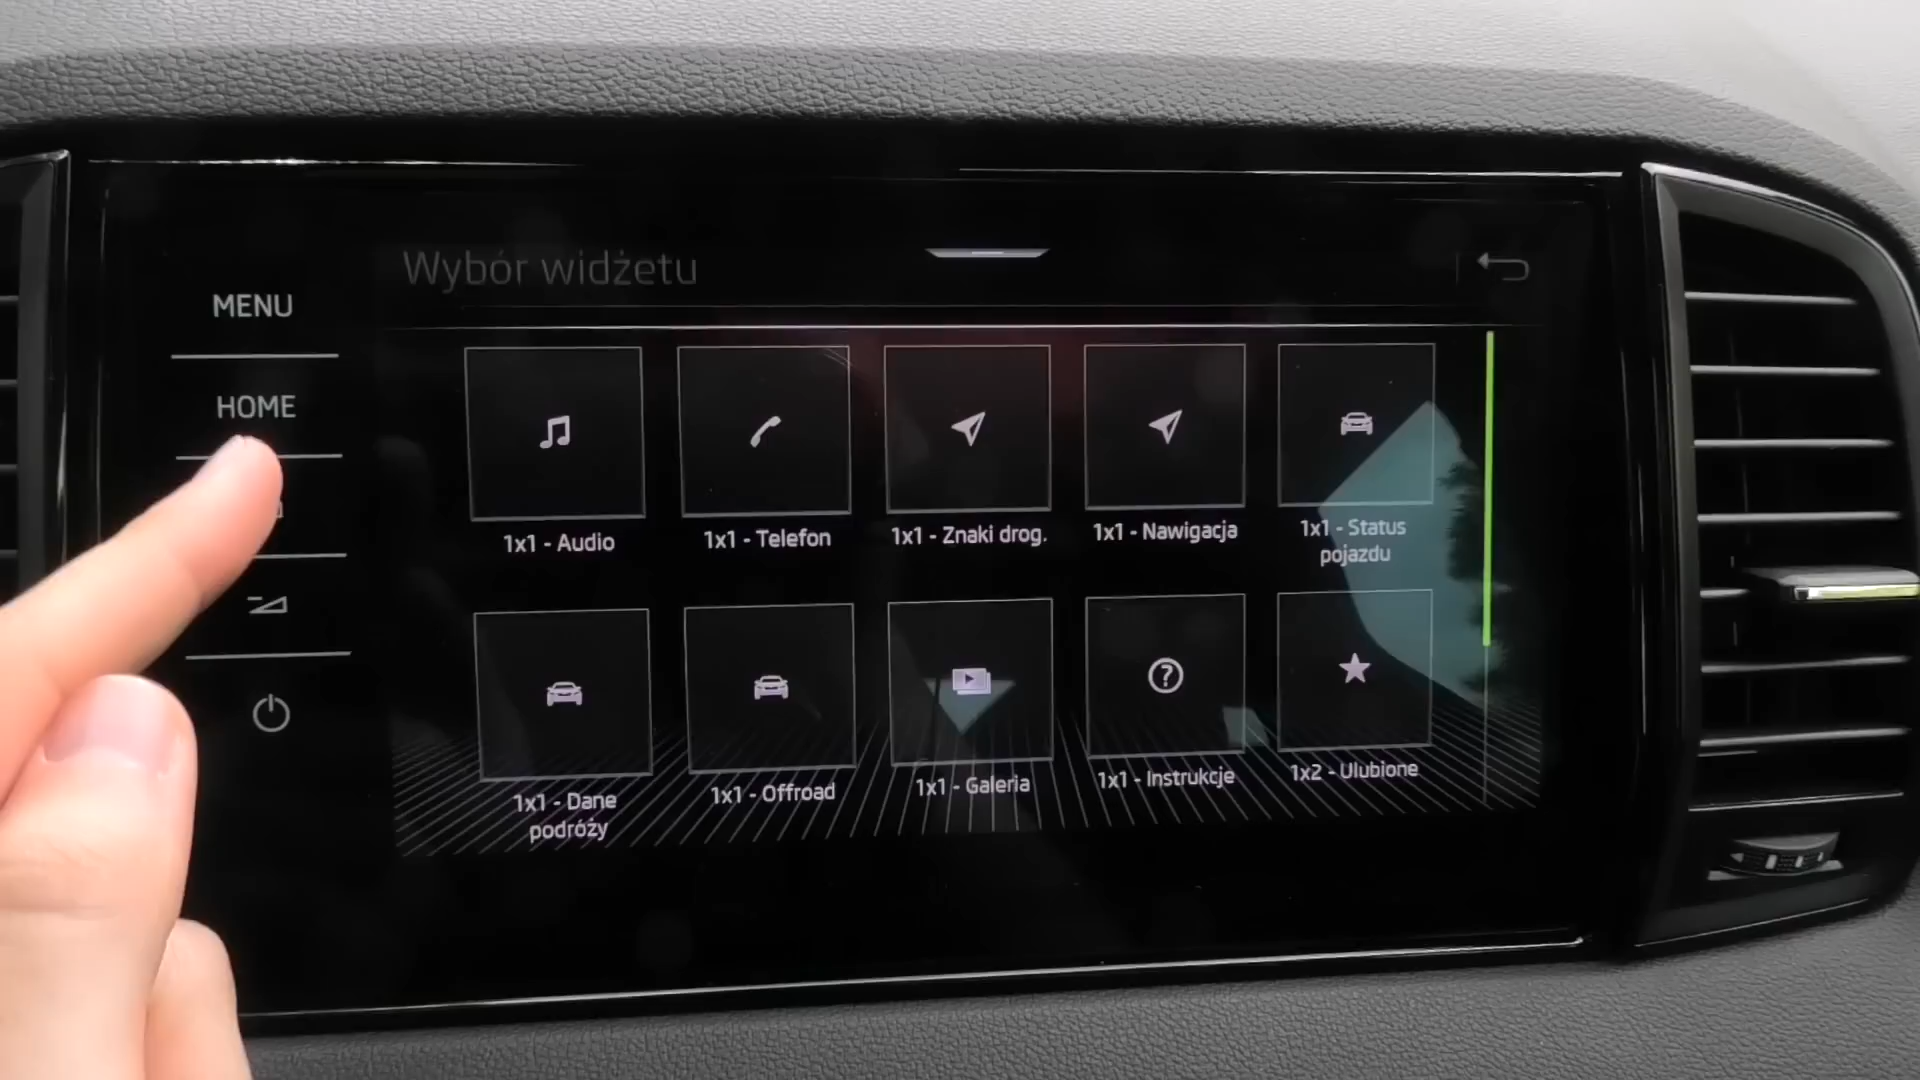 Wybór widżetu
MENU
HOME
1x1 - Audio
1x1 - Telefon
1x1 - Znaki drog.
1x1 - Nawigacja
1x1 - Status
pojazdu
1x1 - Dane
podróży
1x1 - Offroad
1x1 - Galeria
1x1 - Instrukcje
1x2 - Ulubione